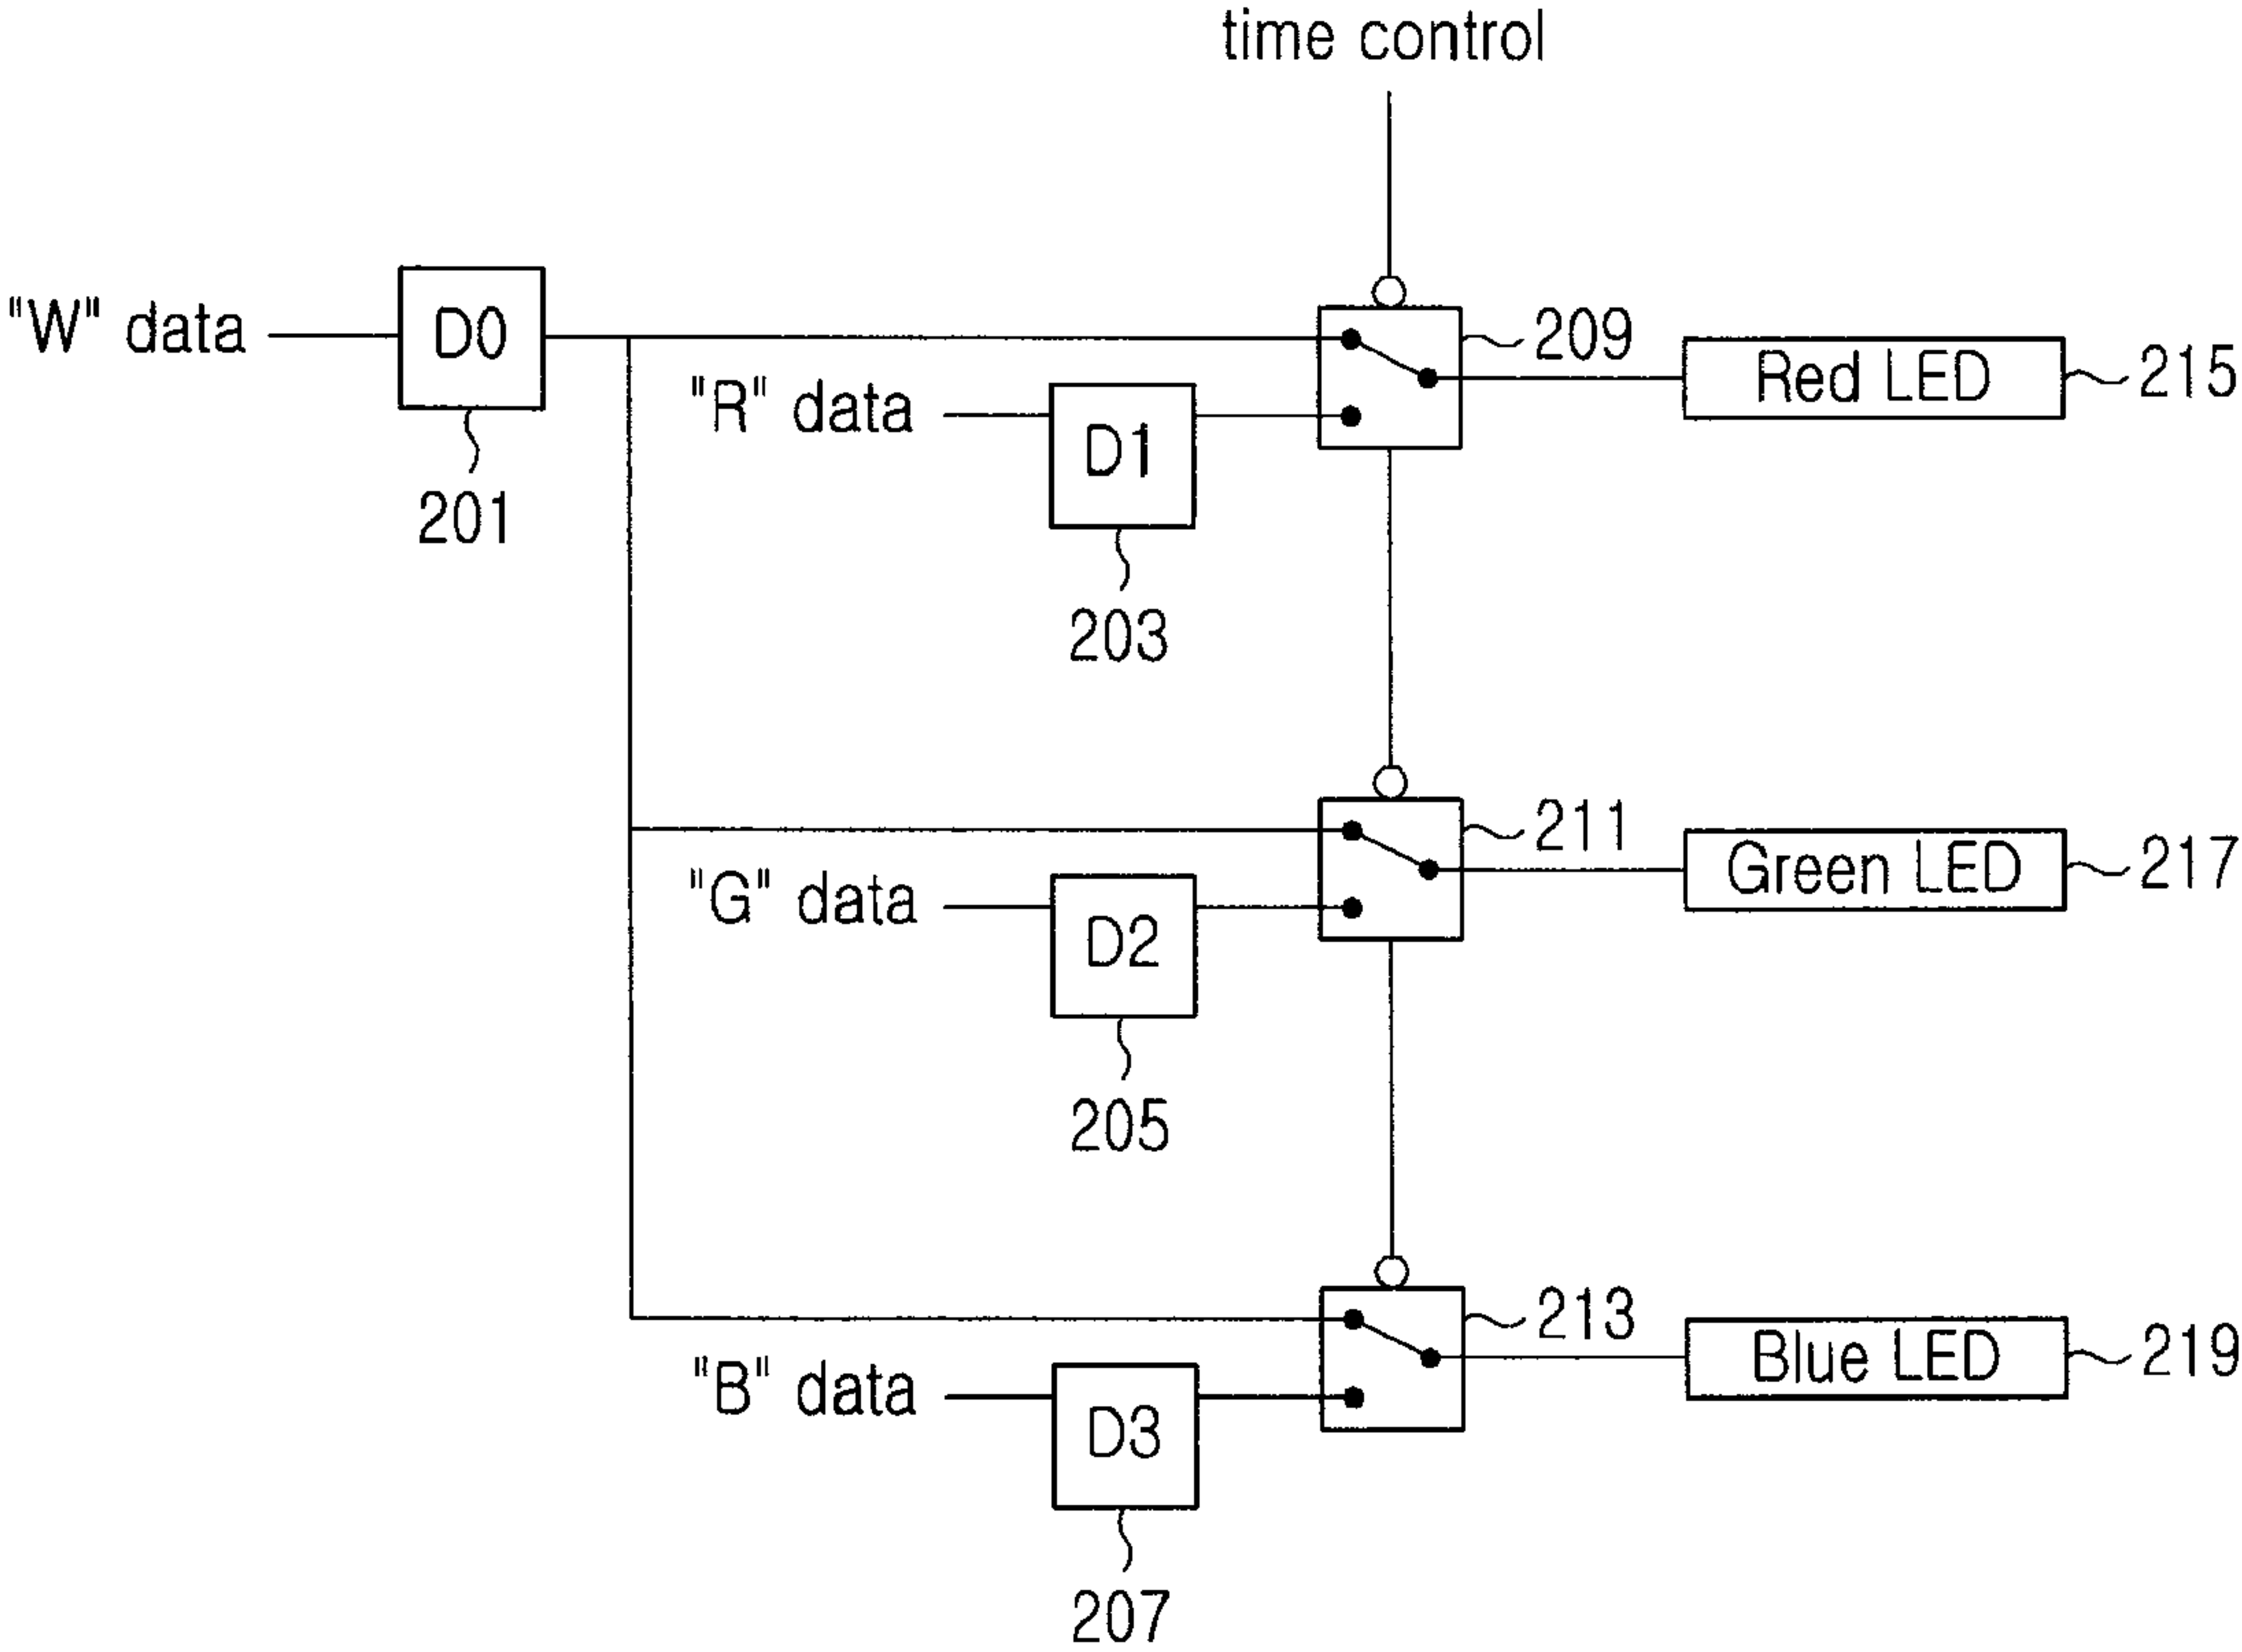 time control
"W" data
D0
201
"R" data
D1
203
209
Red LED
215
"G" data
D2
205
211
Green LED
217
"B" data
D3
207
213
Blue LED
219